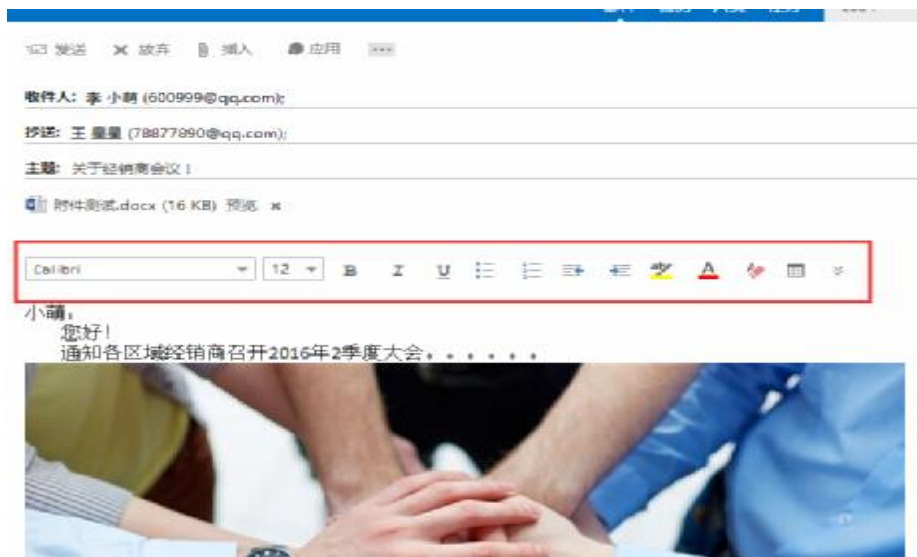 发送 放弃 插入 应用
收件人: 李 小萌 (600999@qq.com);
抄送: 王 星星 (78877890@qq.com);
主题: 关于经销商会议!
附件测试.docx (16 KB) 预览
Calibri 12 B I U aby A
小萌,
您好!
通知各区域经销商召开2016年2季度大会。。。。。。